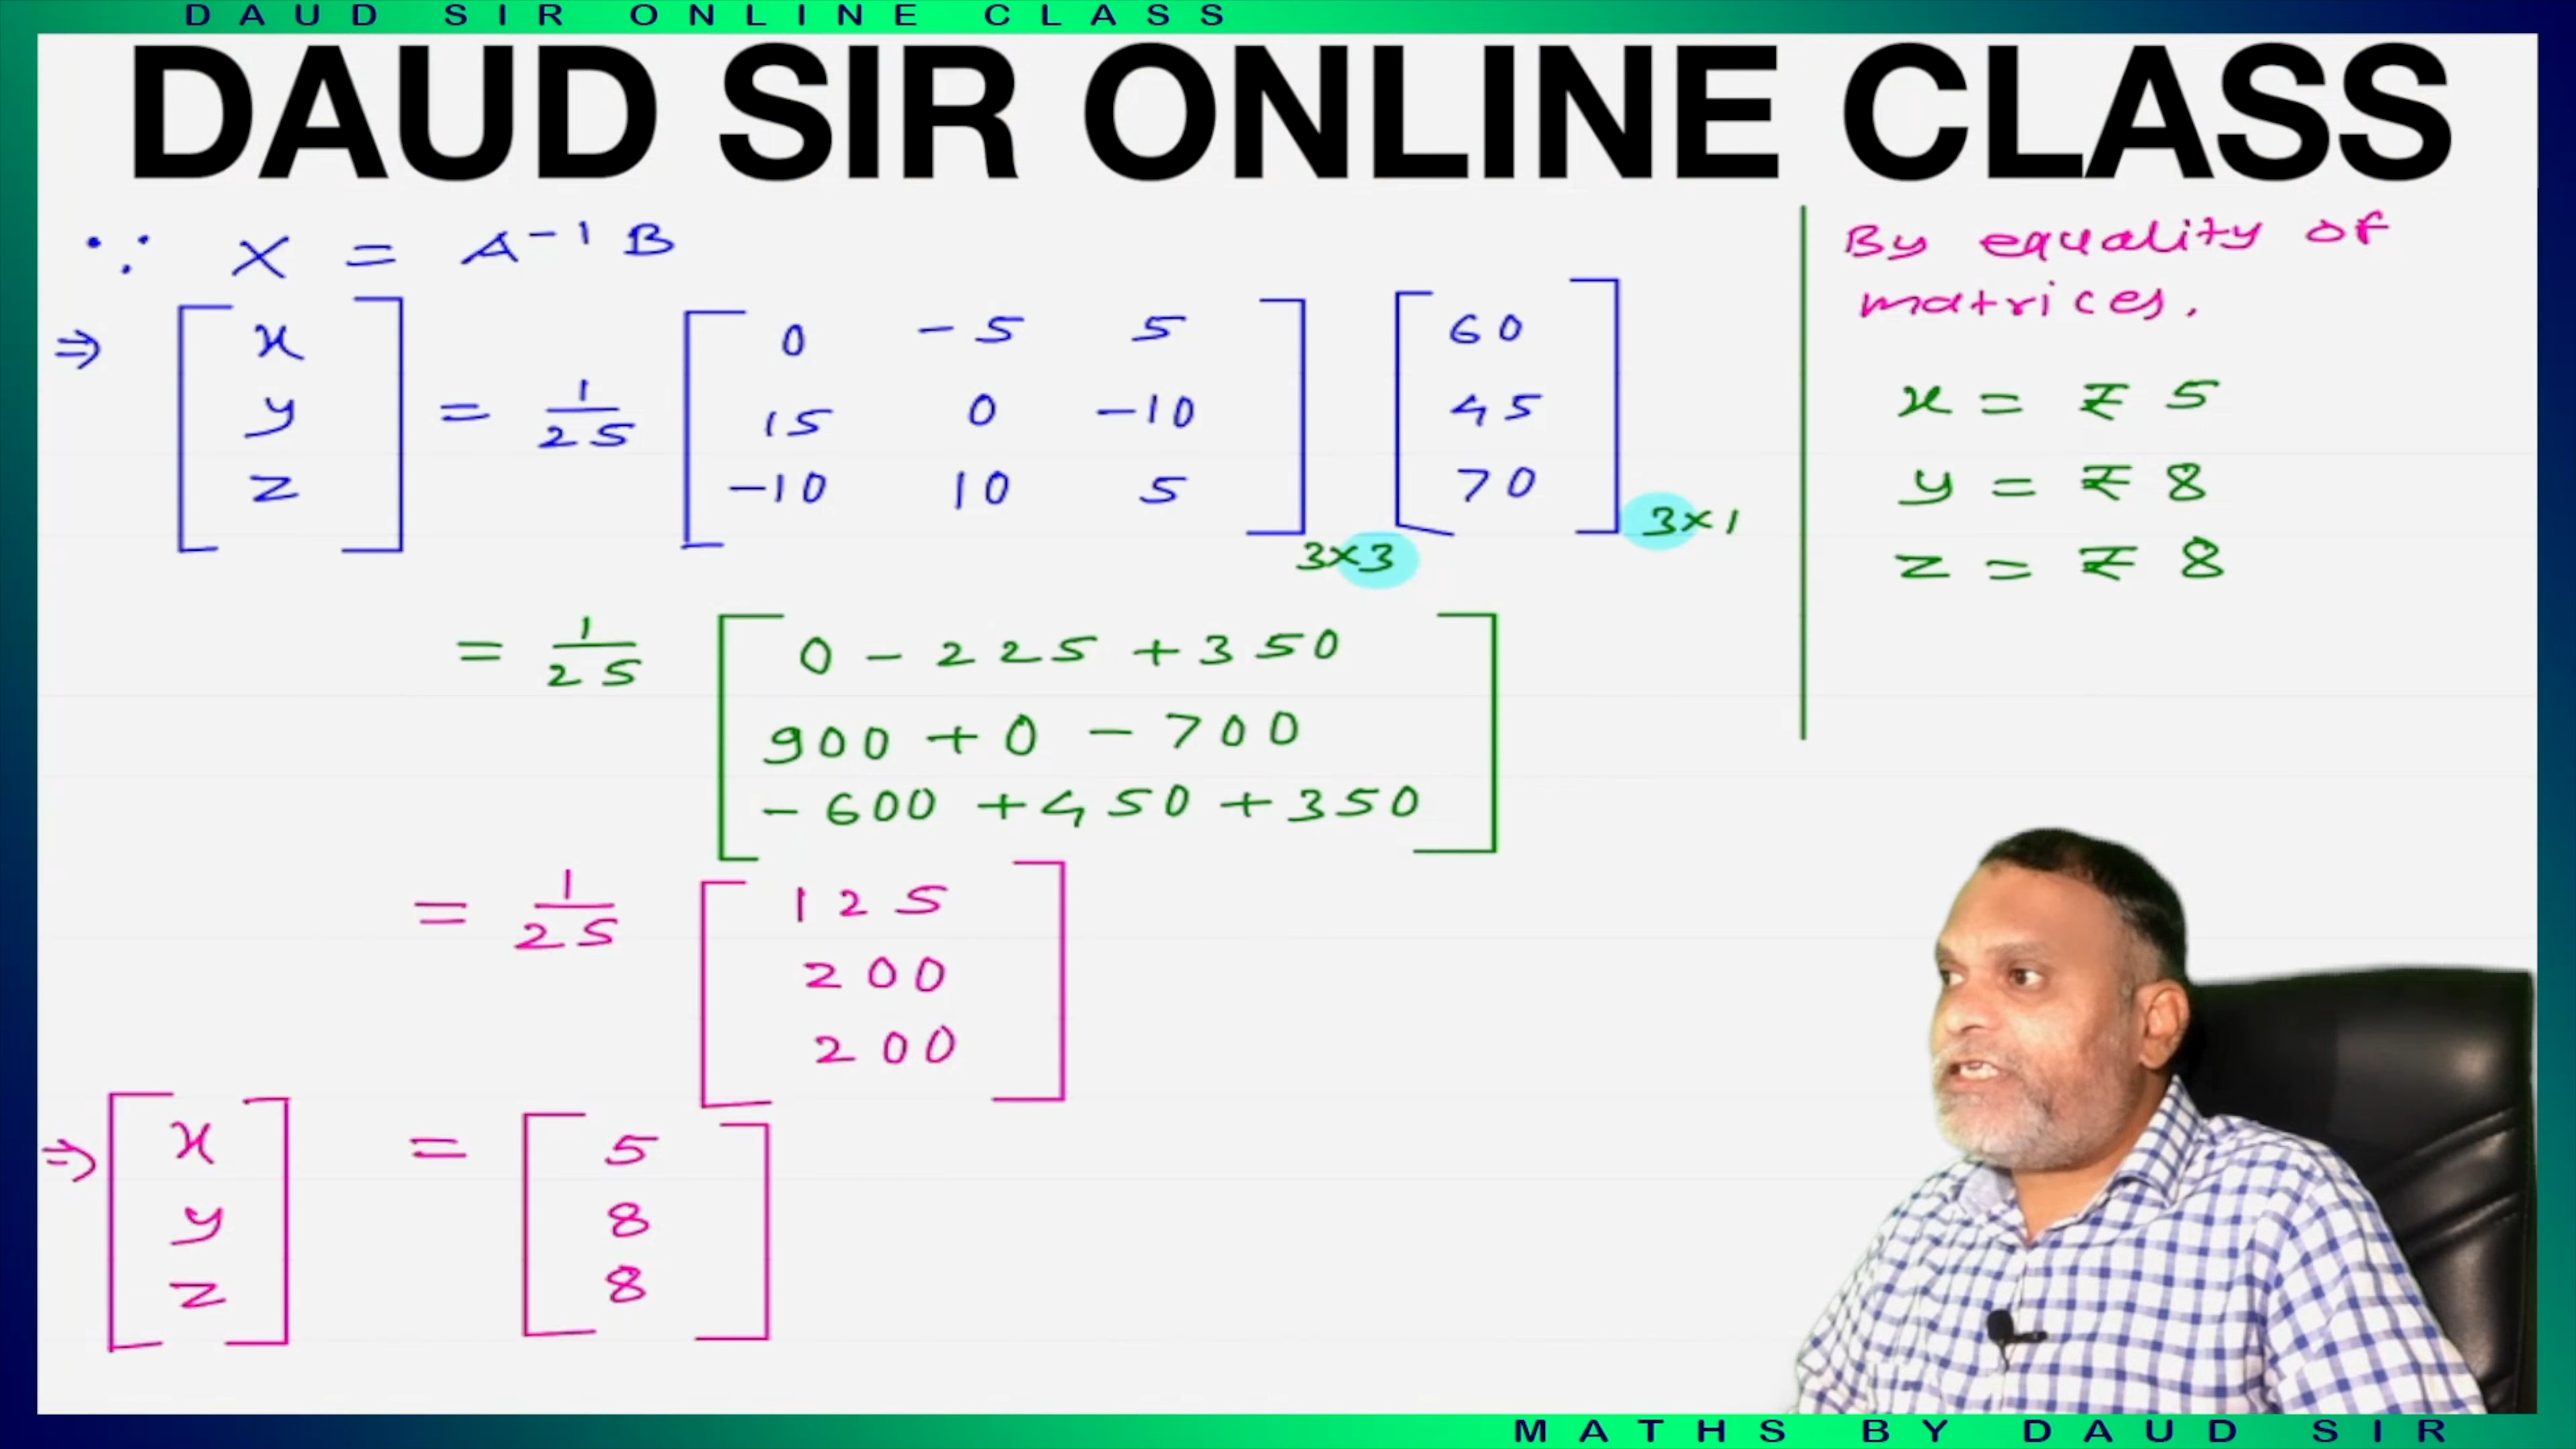 DAUD SIR ONLINE CLASS
DAUD SIR ONLINE CLASS
∵ X = A⁻¹ B
⇒ [ x y z ] = 1/25 [ 0 -5 5
15 0 -10
-10 10 5 ] 3×3 [ 60 45 70 ] 3×1
= 1/25 [ 0 - 225 + 350
900 + 0 - 700
- 600 + 450 + 350 ]
= 1/25 [ 125
200
200 ]
⇒ [ x y z ] = [ 5
8
8 ]
By equality of
matrices.
x = ₹ 5
y = ₹ 8
z = ₹ 8
MATHS BY DAUD SIR